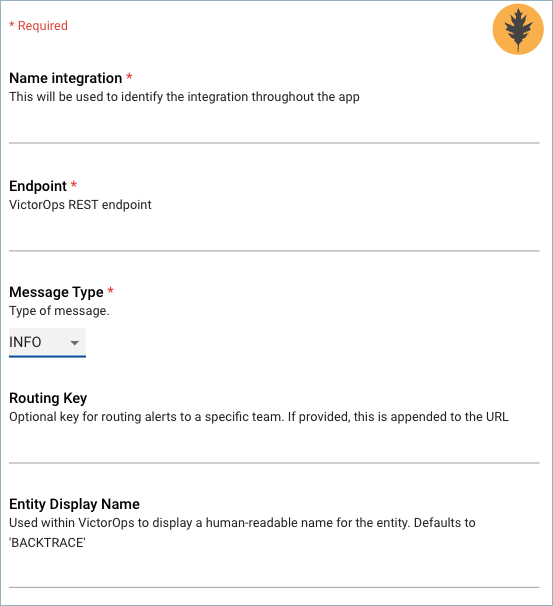 * Required
Name integration *
This will be used to identify the integration throughout the app
Endpoint *
VictorOps REST endpoint
Message Type *
Type of message.
INFO
Routing Key
Optional key for routing alerts to a specific team. If provided, this is appended to the URL
Entity Display Name
Used within VictorOps to display a human-readable name for the entity. Defaults to
'BACKTRACE'